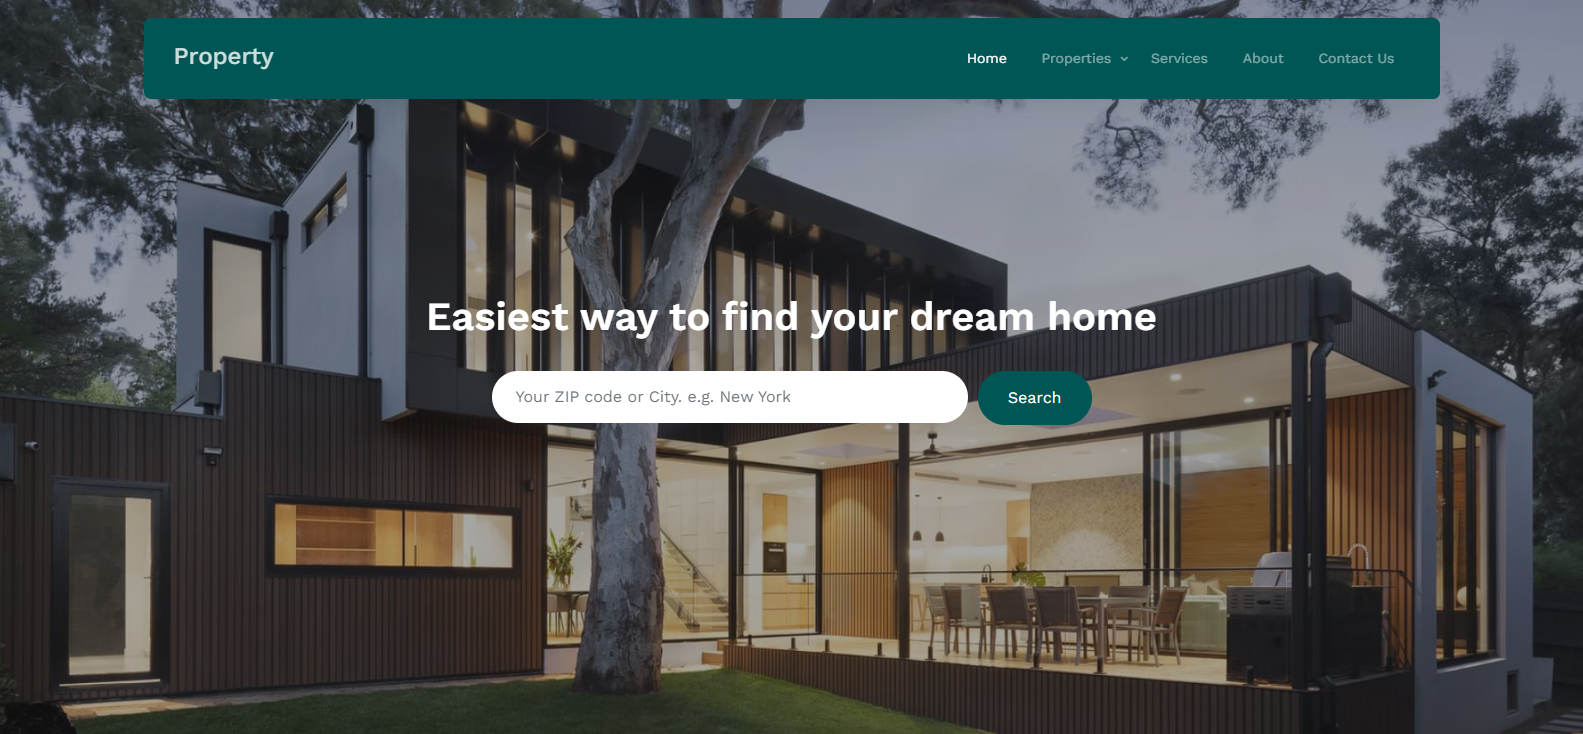 Property
Home Properties Services About Contact Us
Easiest way to find your dream home
Your ZIP code or City. e.g. New York
Search